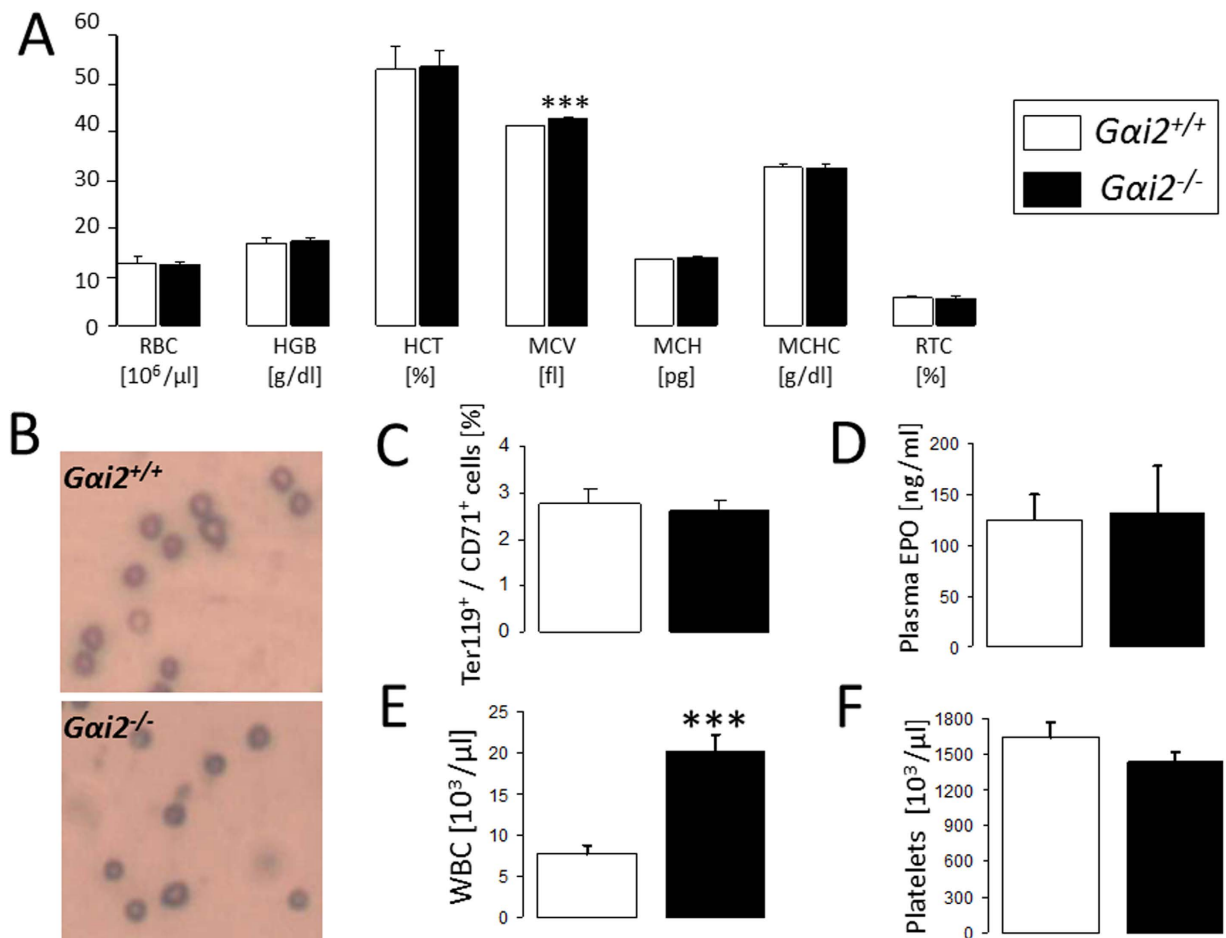 A
60
50
40
30
20
10
0
***
RBC
[10⁶/µl]
HGB
[g/dl]
HCT
[%]
MCV
[fl]
MCH
[pg]
MCHC
[g/dl]
RTC
[%]
Gαi2+/+
Gαi2-/-
B
Gαi2+/+
Gαi2-/-
C
Ter119⁺ / CD71⁺ cells [%]
4
3
2
1
0
D
Plasma EPO [ng/ml]
200
150
100
50
0
E
WBC [10³/µl]
25
20
15
10
5
0
***
F
Platelets [10³/µl]
1800
1500
1200
900
600
300
0